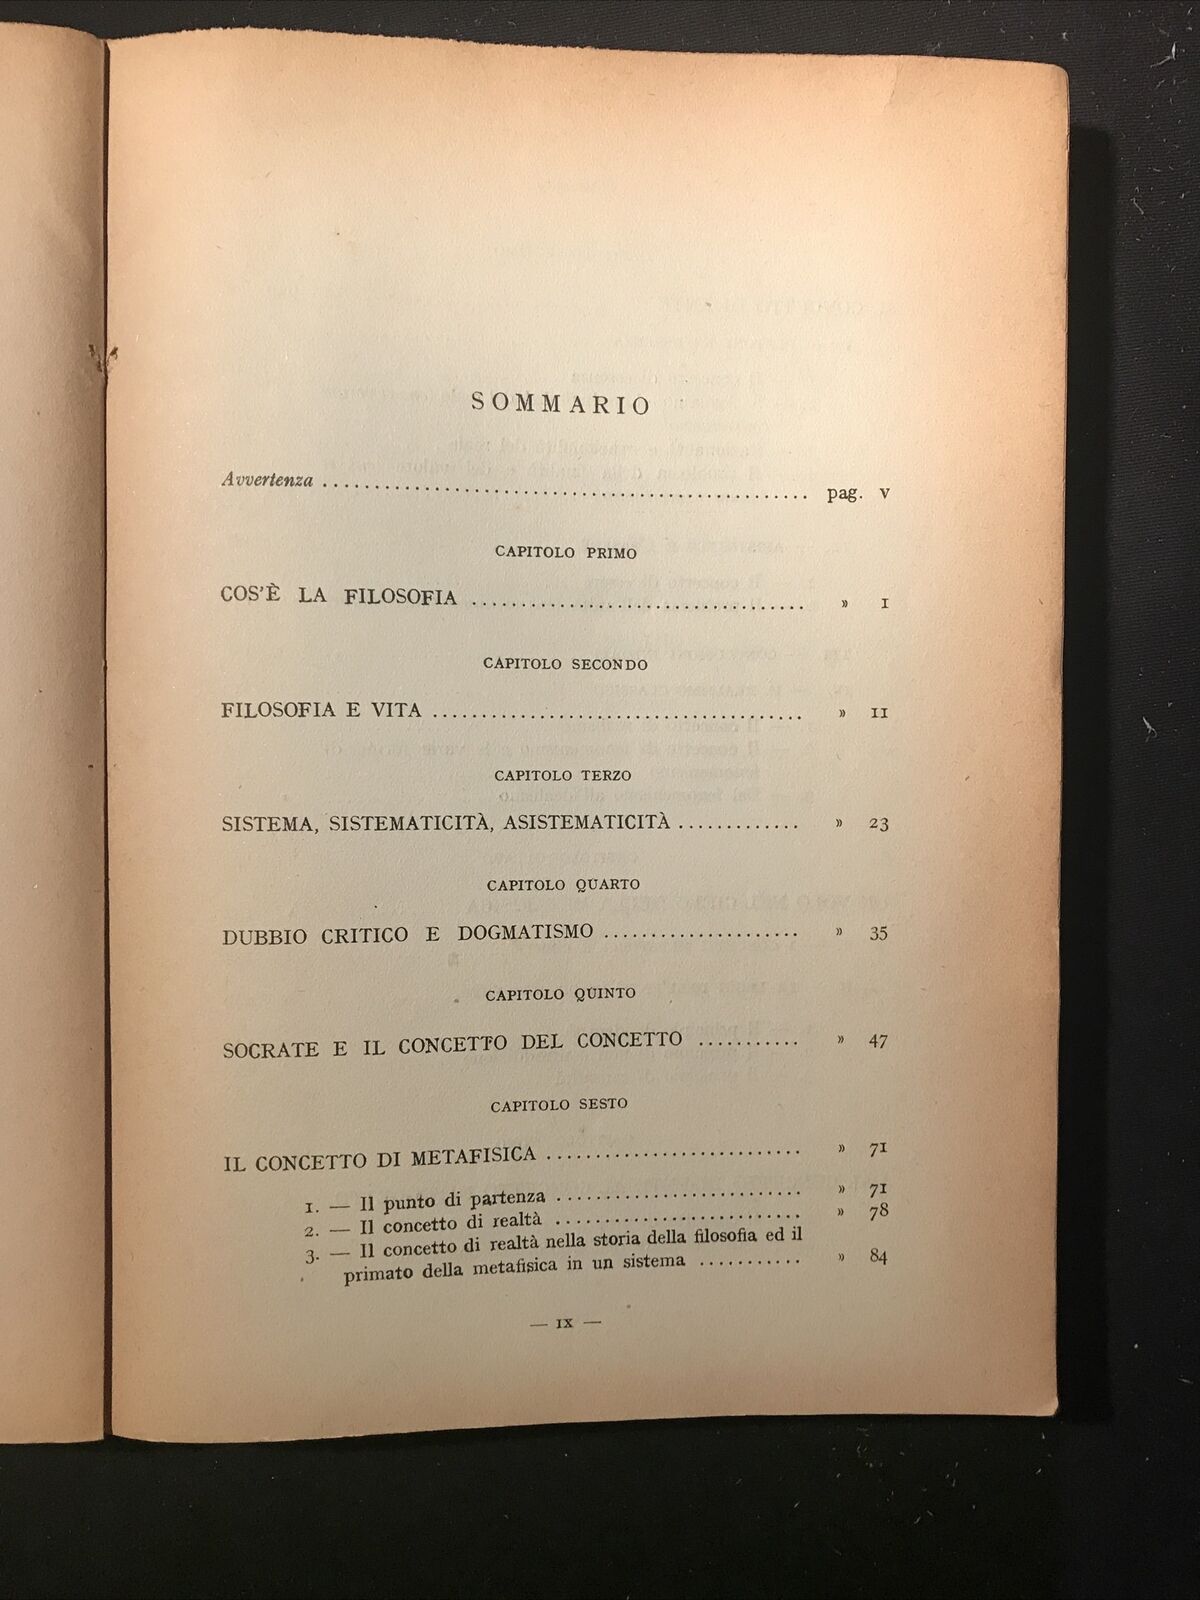 SOMMARIO
Avvertenza ................................................ pag. V
CAPITOLO PRIMO
COS'È LA FILOSOFIA ................................. » 1
CAPITOLO SECONDO
FILOSOFIA E VITA ..................................... » 11
CAPITOLO TERZO
SISTEMA, SISTEMATICITÀ, ASISTEMATICITÀ ............. » 23
CAPITOLO QUARTO
DUBBIO CRITICO E DOGMATISMO .................... » 35
CAPITOLO QUINTO
SOCRATE E IL CONCETTO DEL CONCETTO ........... » 47
CAPITOLO SESTO
IL CONCETTO DI METAFISICA .......................... » 71
1. — Il punto di partenza ......................... » 71
2. — Il concetto di realtà ......................... » 78
3. — Il concetto di realtà nella storia della filosofia ed il
primato della metafisica in un sistema ........... » 84
— IX —